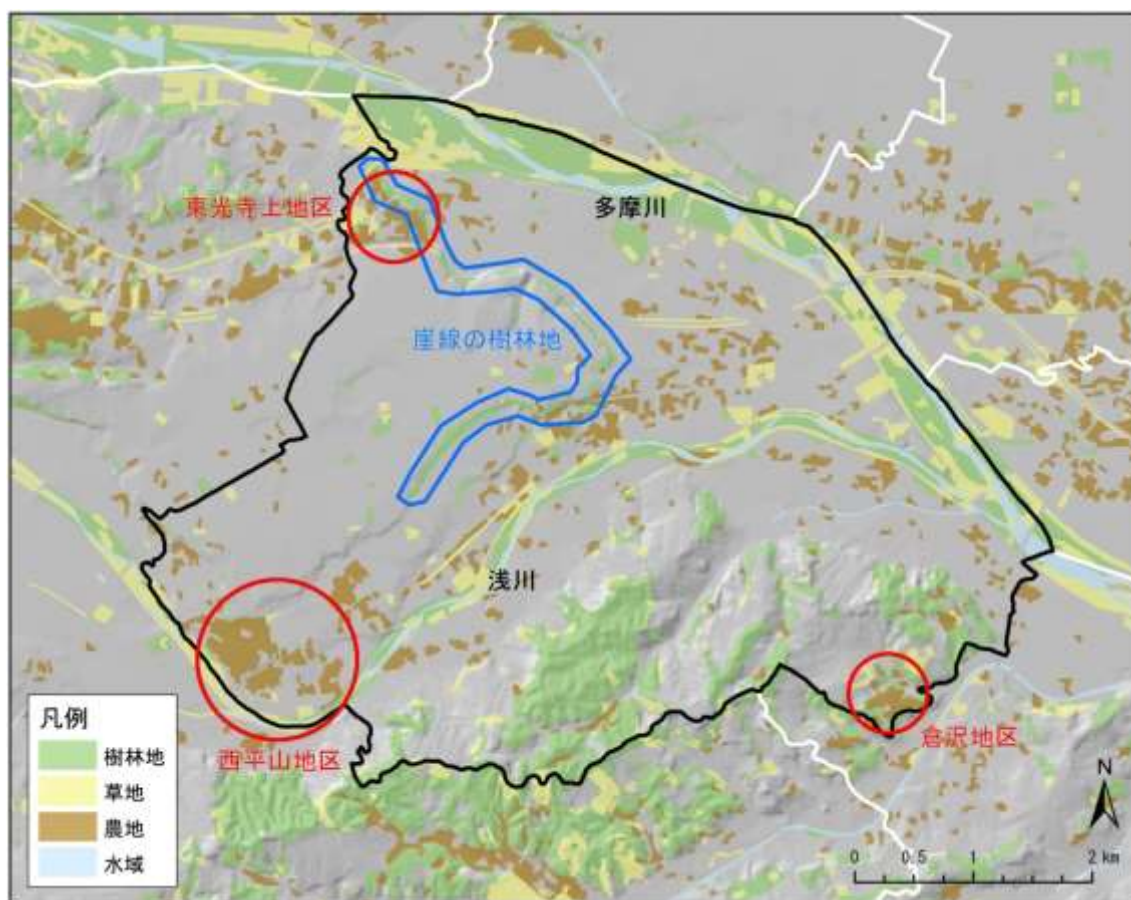 東光寺上地区
多摩川
崖線の樹林地
浅川
西平山地区
倉沢地区
凡例
樹林地
草地
農地
水域
N
0 0.5 1 2 km